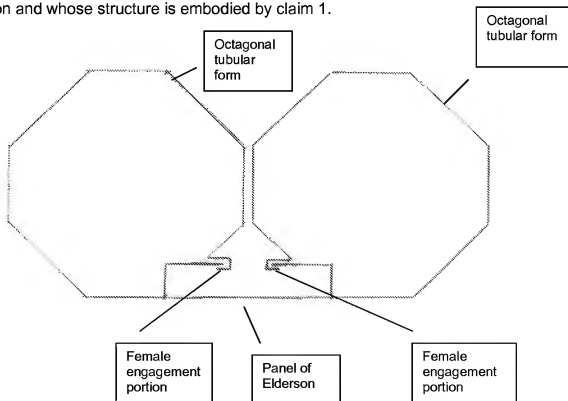 on and whose structure is embodied by claim 1.
Octagonal
tubular
form
Octagonal
tubular form
Female
engagement
portion
Panel of
Elderson
Female
engagement
portion